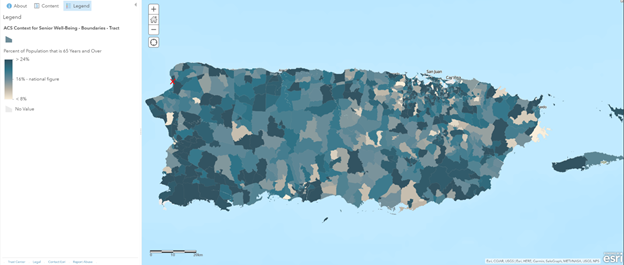 About Content Legend
Legend
ACS Context for Senior Well-Being - Boundaries - Tract
Percent of Population that is 65 Years and Over
> 24%
16% - national figure
< 8%
No Value
+
−
San Juan
Carolina
esri